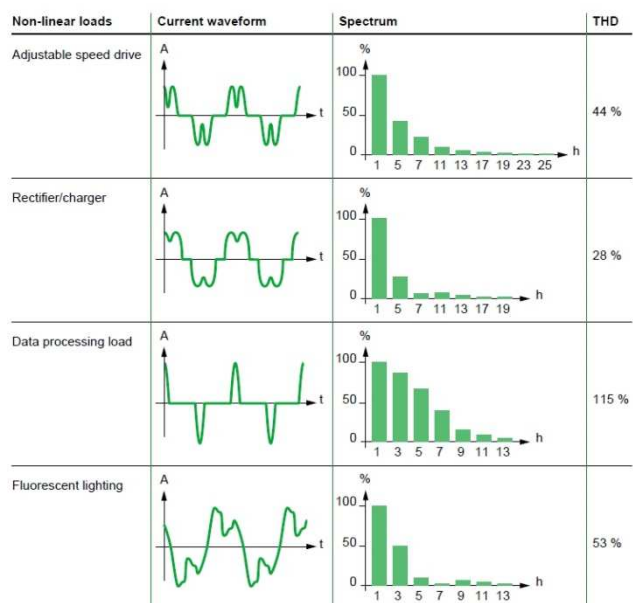 Non-linear loads Current waveform Spectrum THD
Adjustable speed drive
A
t
%
100
50
0
1 5 7 11 13 17 19 23 25
h
44 %
Rectifier/charger
A
t
%
100
50
0
1 5 7 11 13 17 19
h
28 %
Data processing load
A
t
%
100
50
0
1 3 5 7 9 11 13
h
115 %
Fluorescent lighting
A
t
%
100
50
0
1 3 5 7 9 11 13
h
53 %